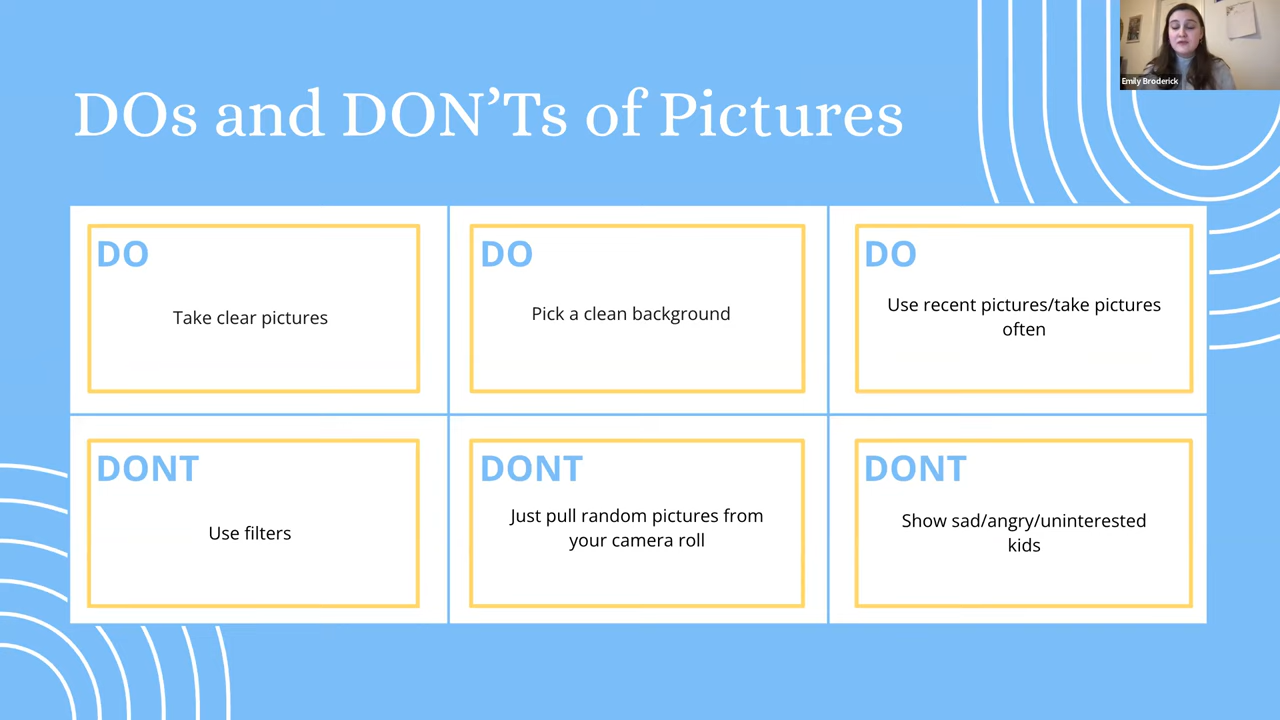 Emily Broderick
DOs and DON’Ts of Pictures
DO
Take clear pictures
DO
Pick a clean background
DO
Use recent pictures/take pictures
often
DONT
Use filters
DONT
Just pull random pictures from
your camera roll
DONT
Show sad/angry/uninterested
kids